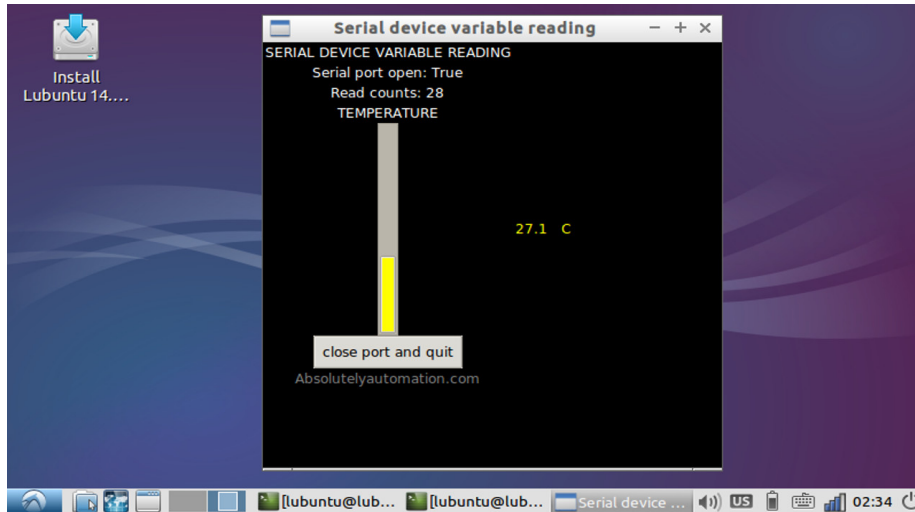 Install
Lubuntu 14....
Serial device variable reading
SERIAL DEVICE VARIABLE READING
Serial port open: True
Read counts: 28
TEMPERATURE
27.1 C
close port and quit
Absolutelyautomation.com
[lubuntu@lub... [lubuntu@lub... Serial device ... US 02:34